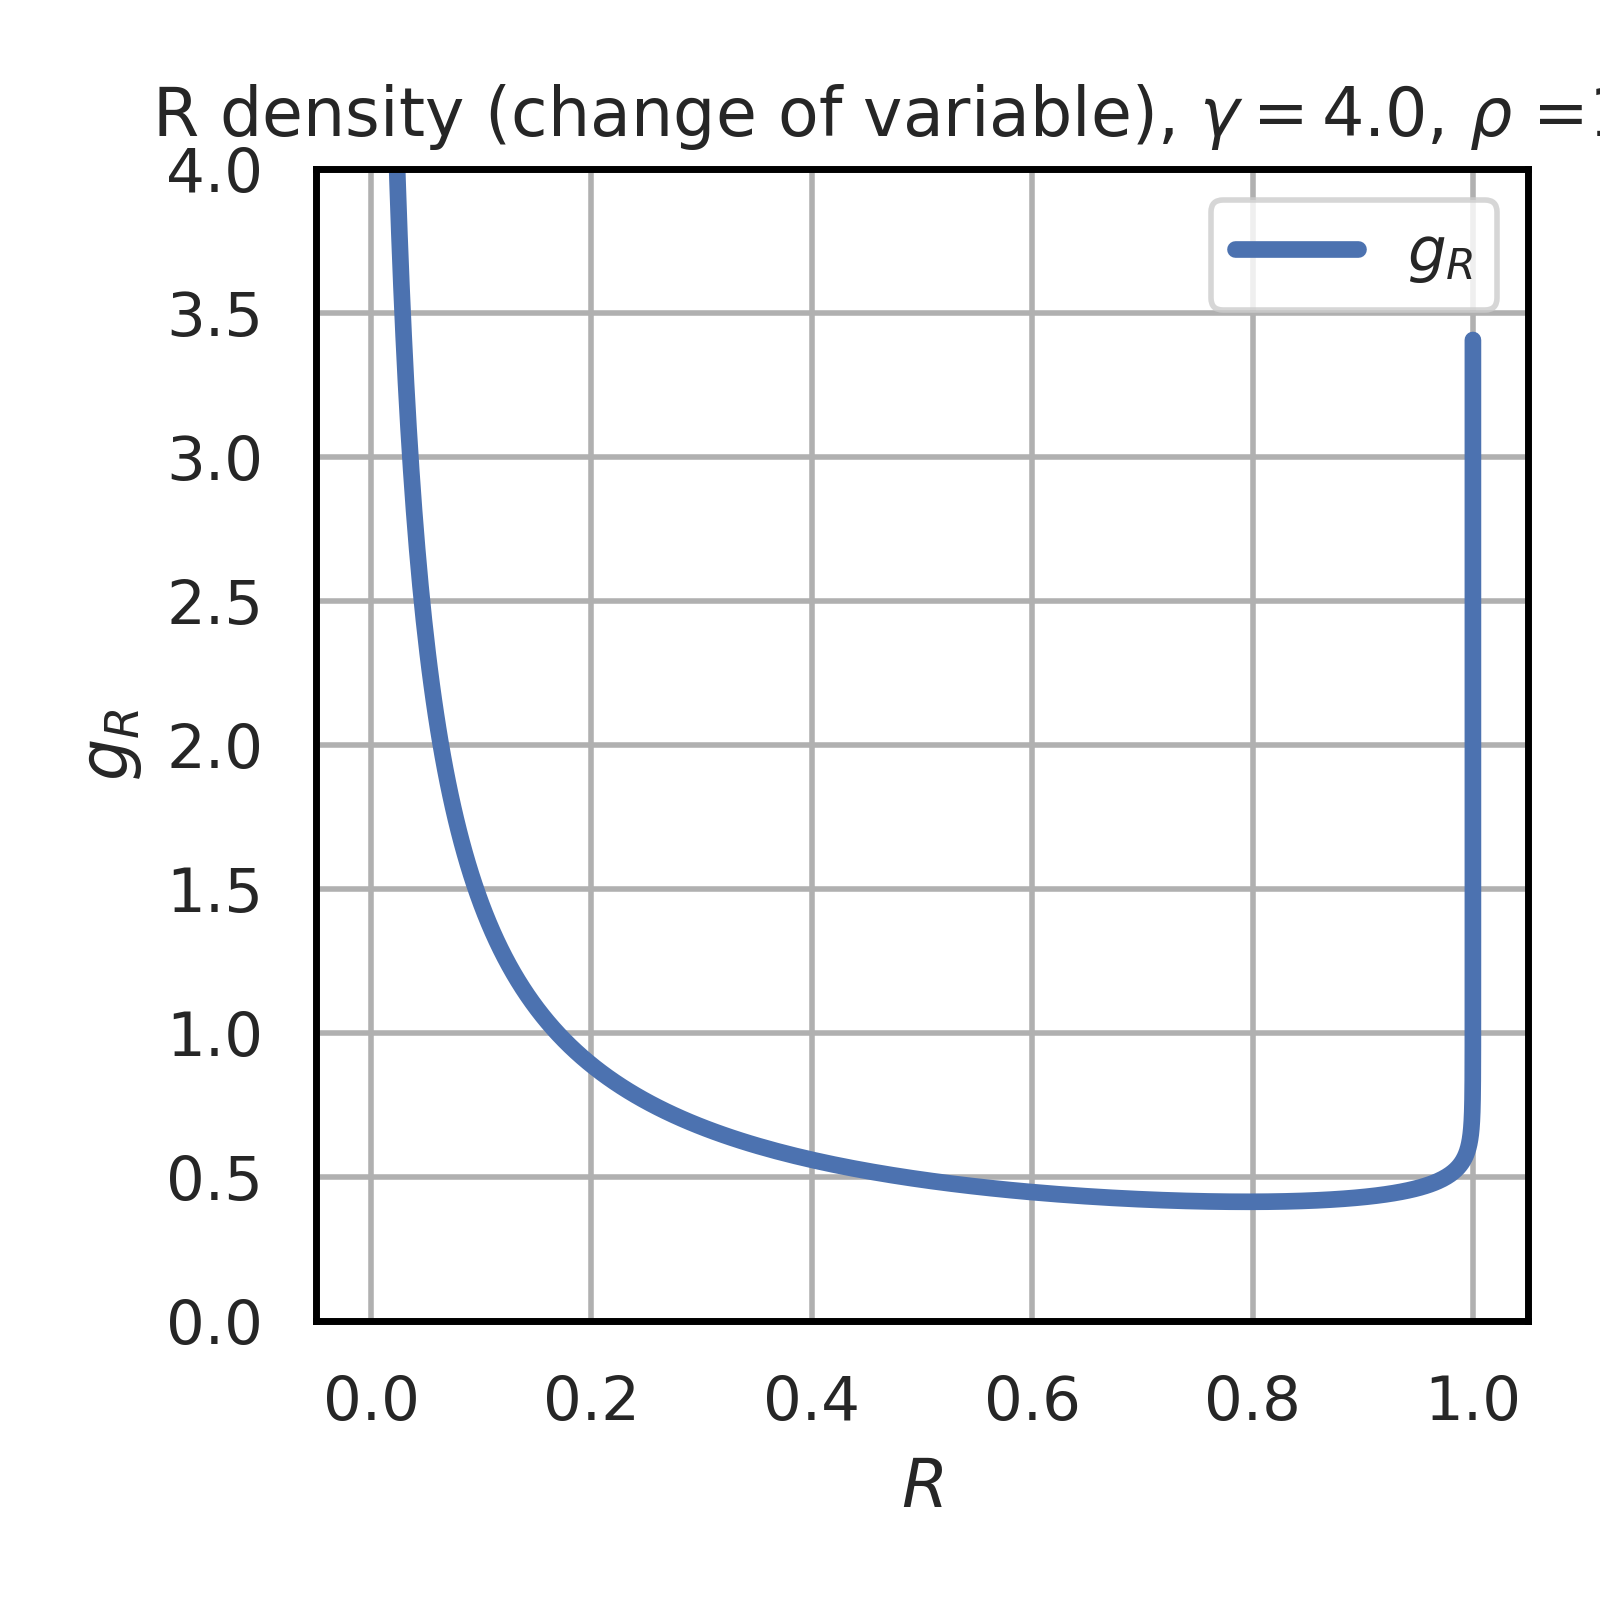 R density (change of variable), γ = 4.0, ρ =
4.0
3.5
3.0
2.5
2.0
1.5
1.0
0.5
0.0
g_R
g_R
0.0 0.2 0.4 0.6 0.8 1.0
R